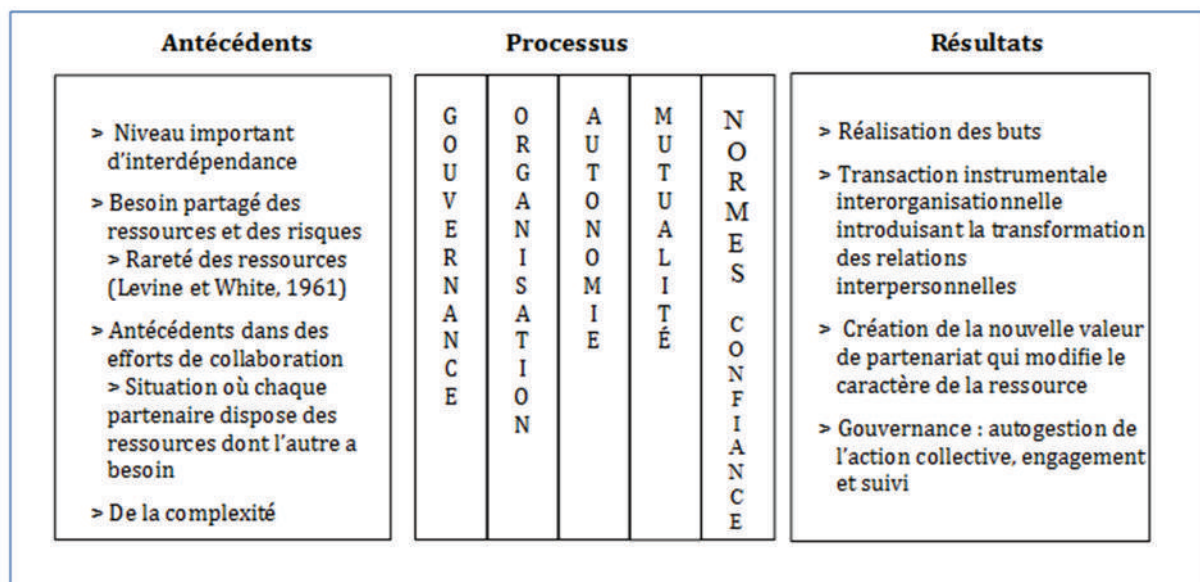 Antécédents
> Niveau important
d'interdépendance
> Besoin partagé des
ressources et des risques
> Rareté des ressources
(Levine et White, 1961)
> Antécédents dans des
efforts de collaboration
> Situation où chaque
partenaire dispose des
ressources dont l'autre a
besoin
> De la complexité
Processus
GOUVERNANCE
ORGANISATION
AUTONOMIE
MUTUALITÉ
NORMES CONFIANCE
Résultats
> Réalisation des buts
> Transaction instrumentale
interorganisationnelle
introduisant la transformation
des relations
interpersonnelles
> Création de la nouvelle valeur
de partenariat qui modifie le
caractère de la ressource
> Gouvernance : autogestion de
l'action collective, engagement
et suivi